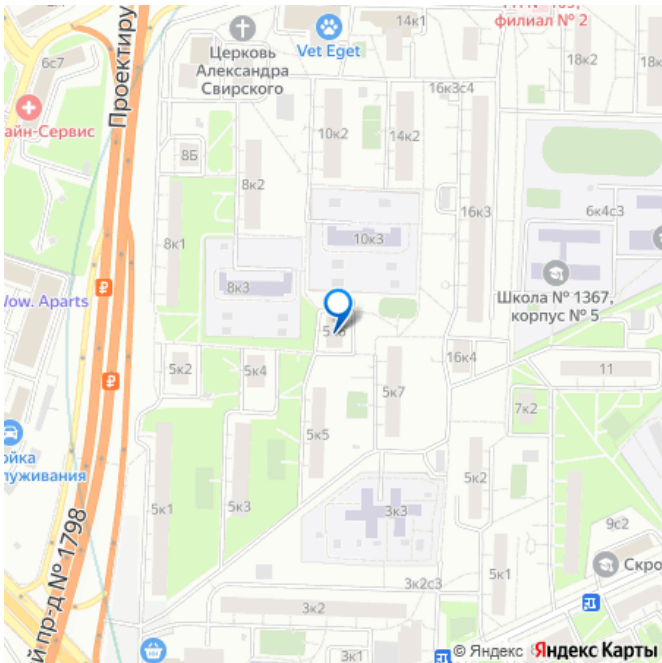 14к1
филиал № 2
Vet Eget
Церковь
Александра
Свирского
6с7
18к2
16к3с4
Проектиру
айн-Сервис
10к2
14к2
8Б
8к2
16к3
6к4с3
8к1
10к3
8к3
Wow. Aparts
Школа № 1367,
корпус № 5
16к4
11
5к2
5к4
5к7
7к2
5к5
ойка
луживания
5к2
5к1
5к3
3к3
9с2
й пр-д № 1798
5к1
Скро
3к2с3
3к2
3к1
© Яндекс
Яндекс Карты